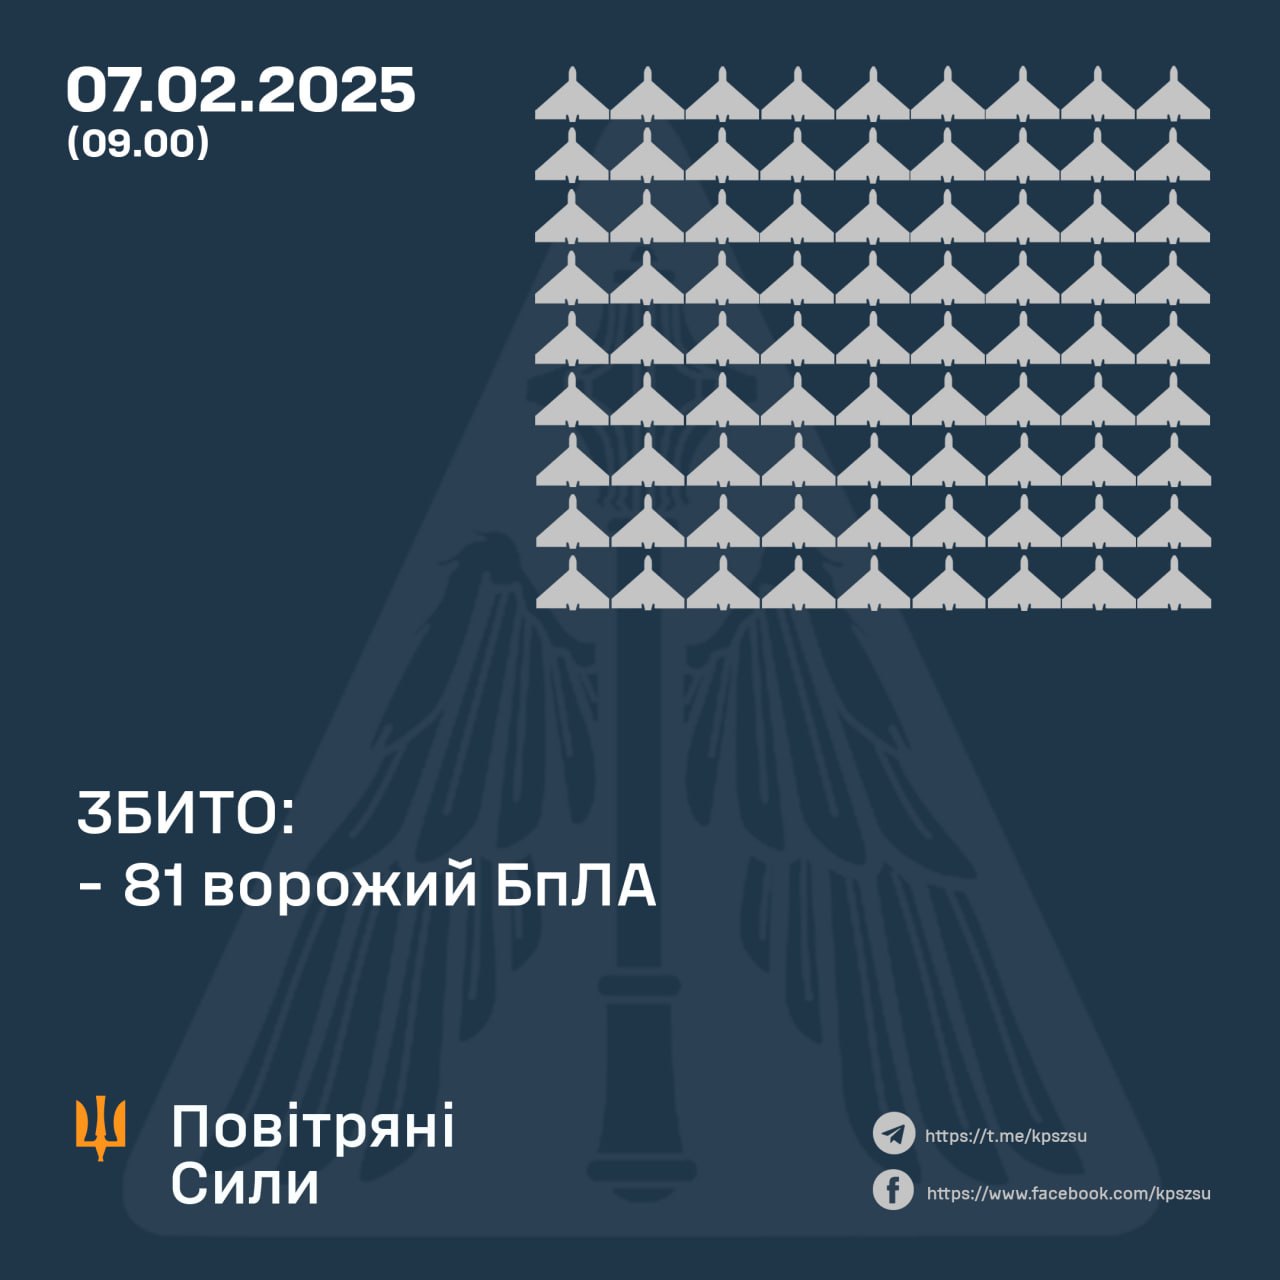 07.02.2025
(09.00)
ЗБИТО:
- 81 ворожий БпЛА
Повітряні
Сили
https://t.me/kpszsu
https://www.facebook.com/kpszsu